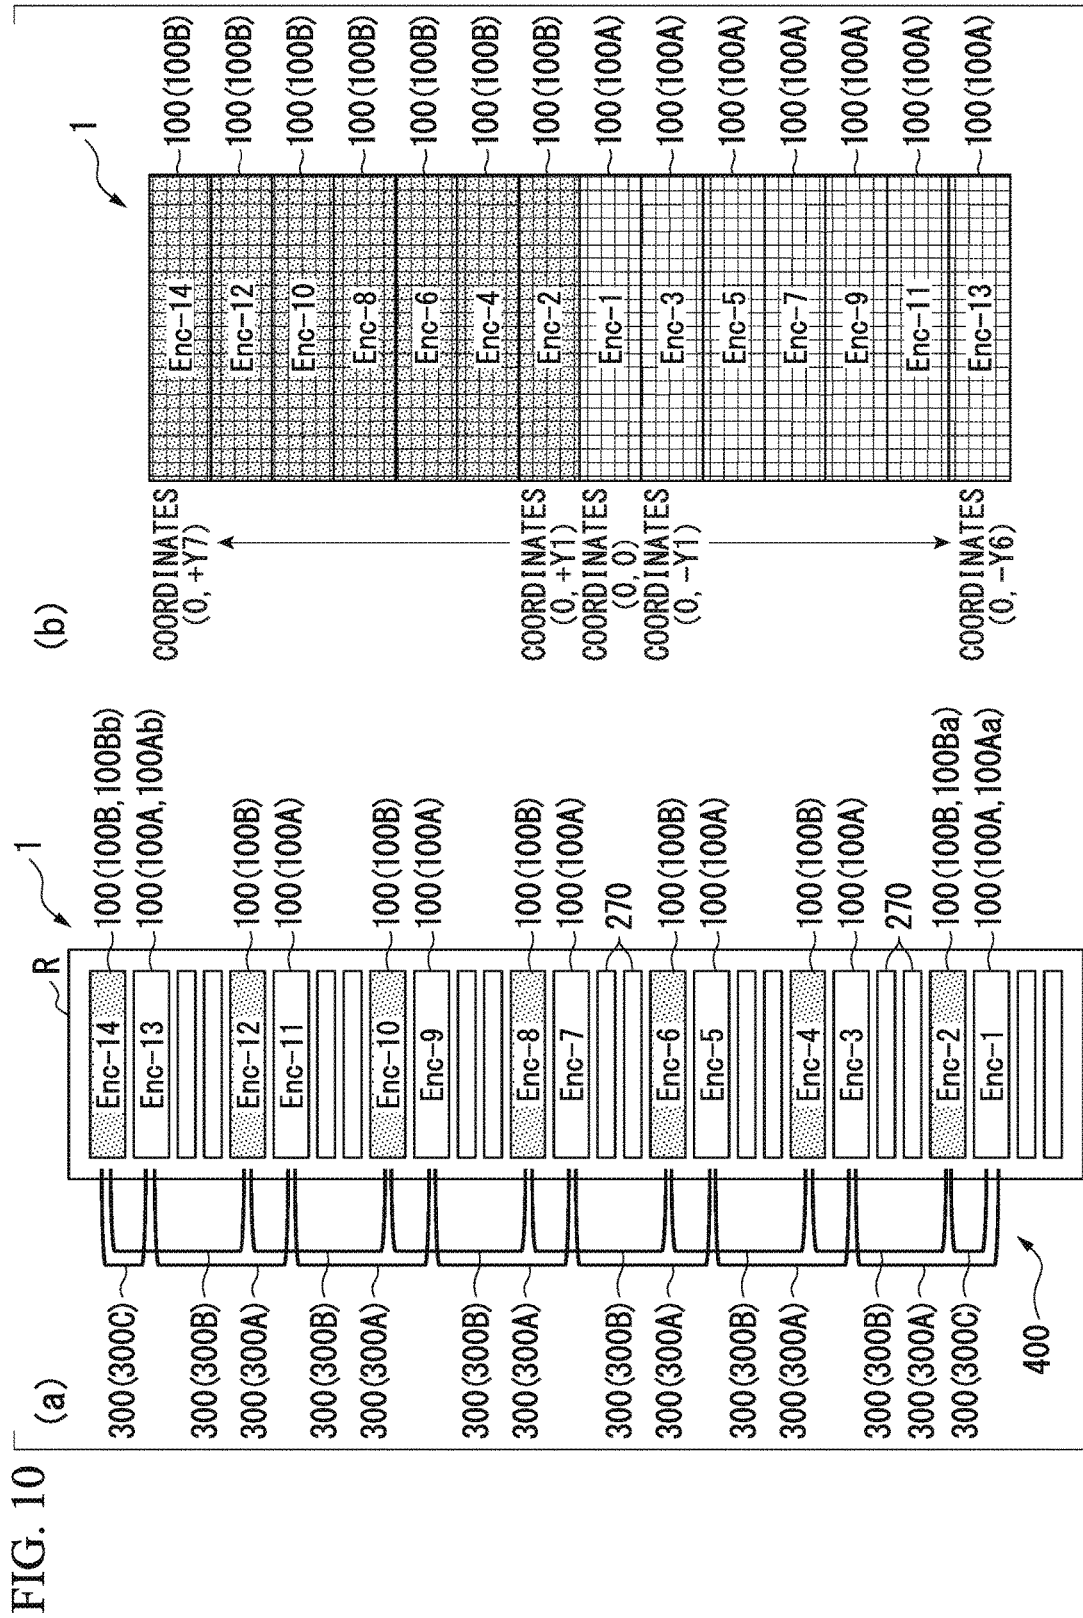 FIG. 10
(a)
R
1
Enc-14
Enc-13
Enc-12
Enc-11
Enc-10
Enc-9
Enc-8
Enc-7
Enc-6
Enc-5
Enc-4
Enc-3
Enc-2
Enc-1
100(100B, 100Bb)
100(100A, 100Ab)
100(100B)
100(100A)
100(100B)
100(100A)
100(100B)
100(100A)
270
100(100B)
100(100A)
100(100B)
100(100A)
270
100(100B, 100Ba)
100(100A, 100Aa)
300(300C)
300(300B)
300(300A)
300(300B)
300(300A)
300(300B)
300(300A)
300(300B)
300(300A)
300(300B)
300(300A)
300(300B)
300(300A)
300(300C)
400
(b)
1
COORDINATES
(0, +Y7)
COORDINATES
(0, +Y1)
COORDINATES
(0, 0)
COORDINATES
(0, -Y1)
COORDINATES
(0, -Y6)
Enc-14
Enc-12
Enc-10
Enc-8
Enc-6
Enc-4
Enc-2
Enc-1
Enc-3
Enc-5
Enc-7
Enc-9
Enc-11
Enc-13
100(100B)
100(100B)
100(100B)
100(100B)
100(100B)
100(100B)
100(100B)
100(100A)
100(100A)
100(100A)
100(100A)
100(100A)
100(100A)
100(100A)